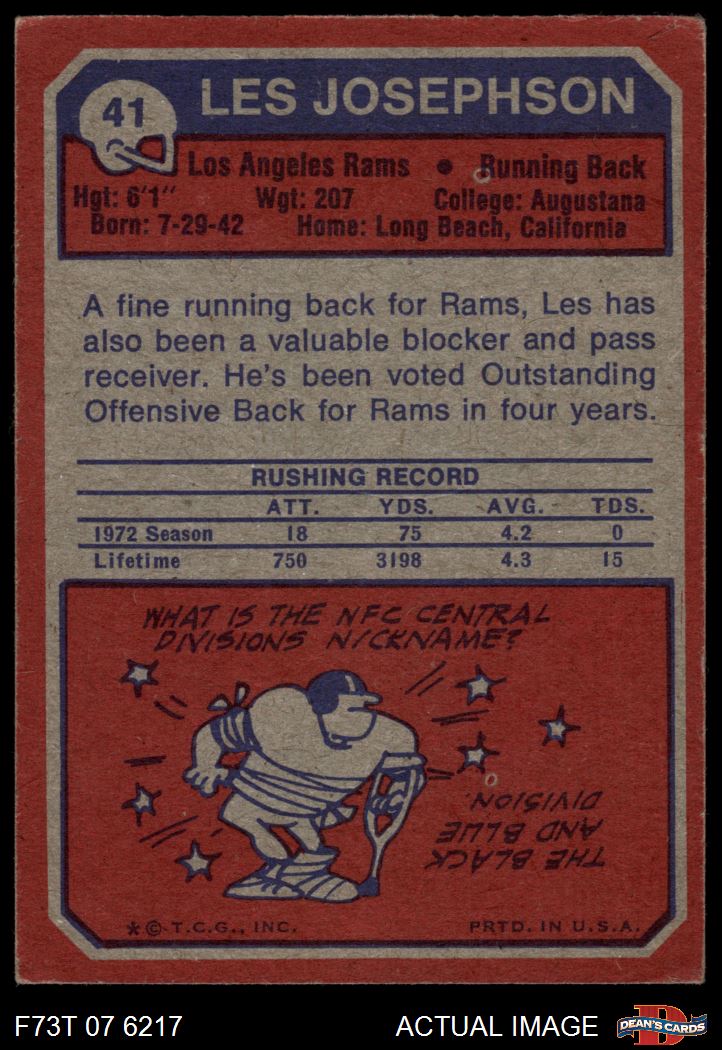 41
LES JOSEPHSON
Los Angeles Rams • Running Back
Hgt: 6'1" Wgt: 207 College: Augustana
Born: 7-29-42 Home: Long Beach, California
A fine running back for Rams, Les has
also been a valuable blocker and pass
receiver. He's been voted Outstanding
Offensive Back for Rams in four years.
RUSHING RECORD
ATT. YDS. AVG. TDS.
1972 Season 18 75 4.2 0
Lifetime 750 3198 4.3 15
WHAT IS THE NFC CENTRAL
DIVISIONS NICKNAME?
THE BLACK
AND BLUE
DIVISION.
*© T.C.G., INC. PRTD. IN U.S.A.
F73T 07 6217 ACTUAL IMAGE D DEAN'S CARDS